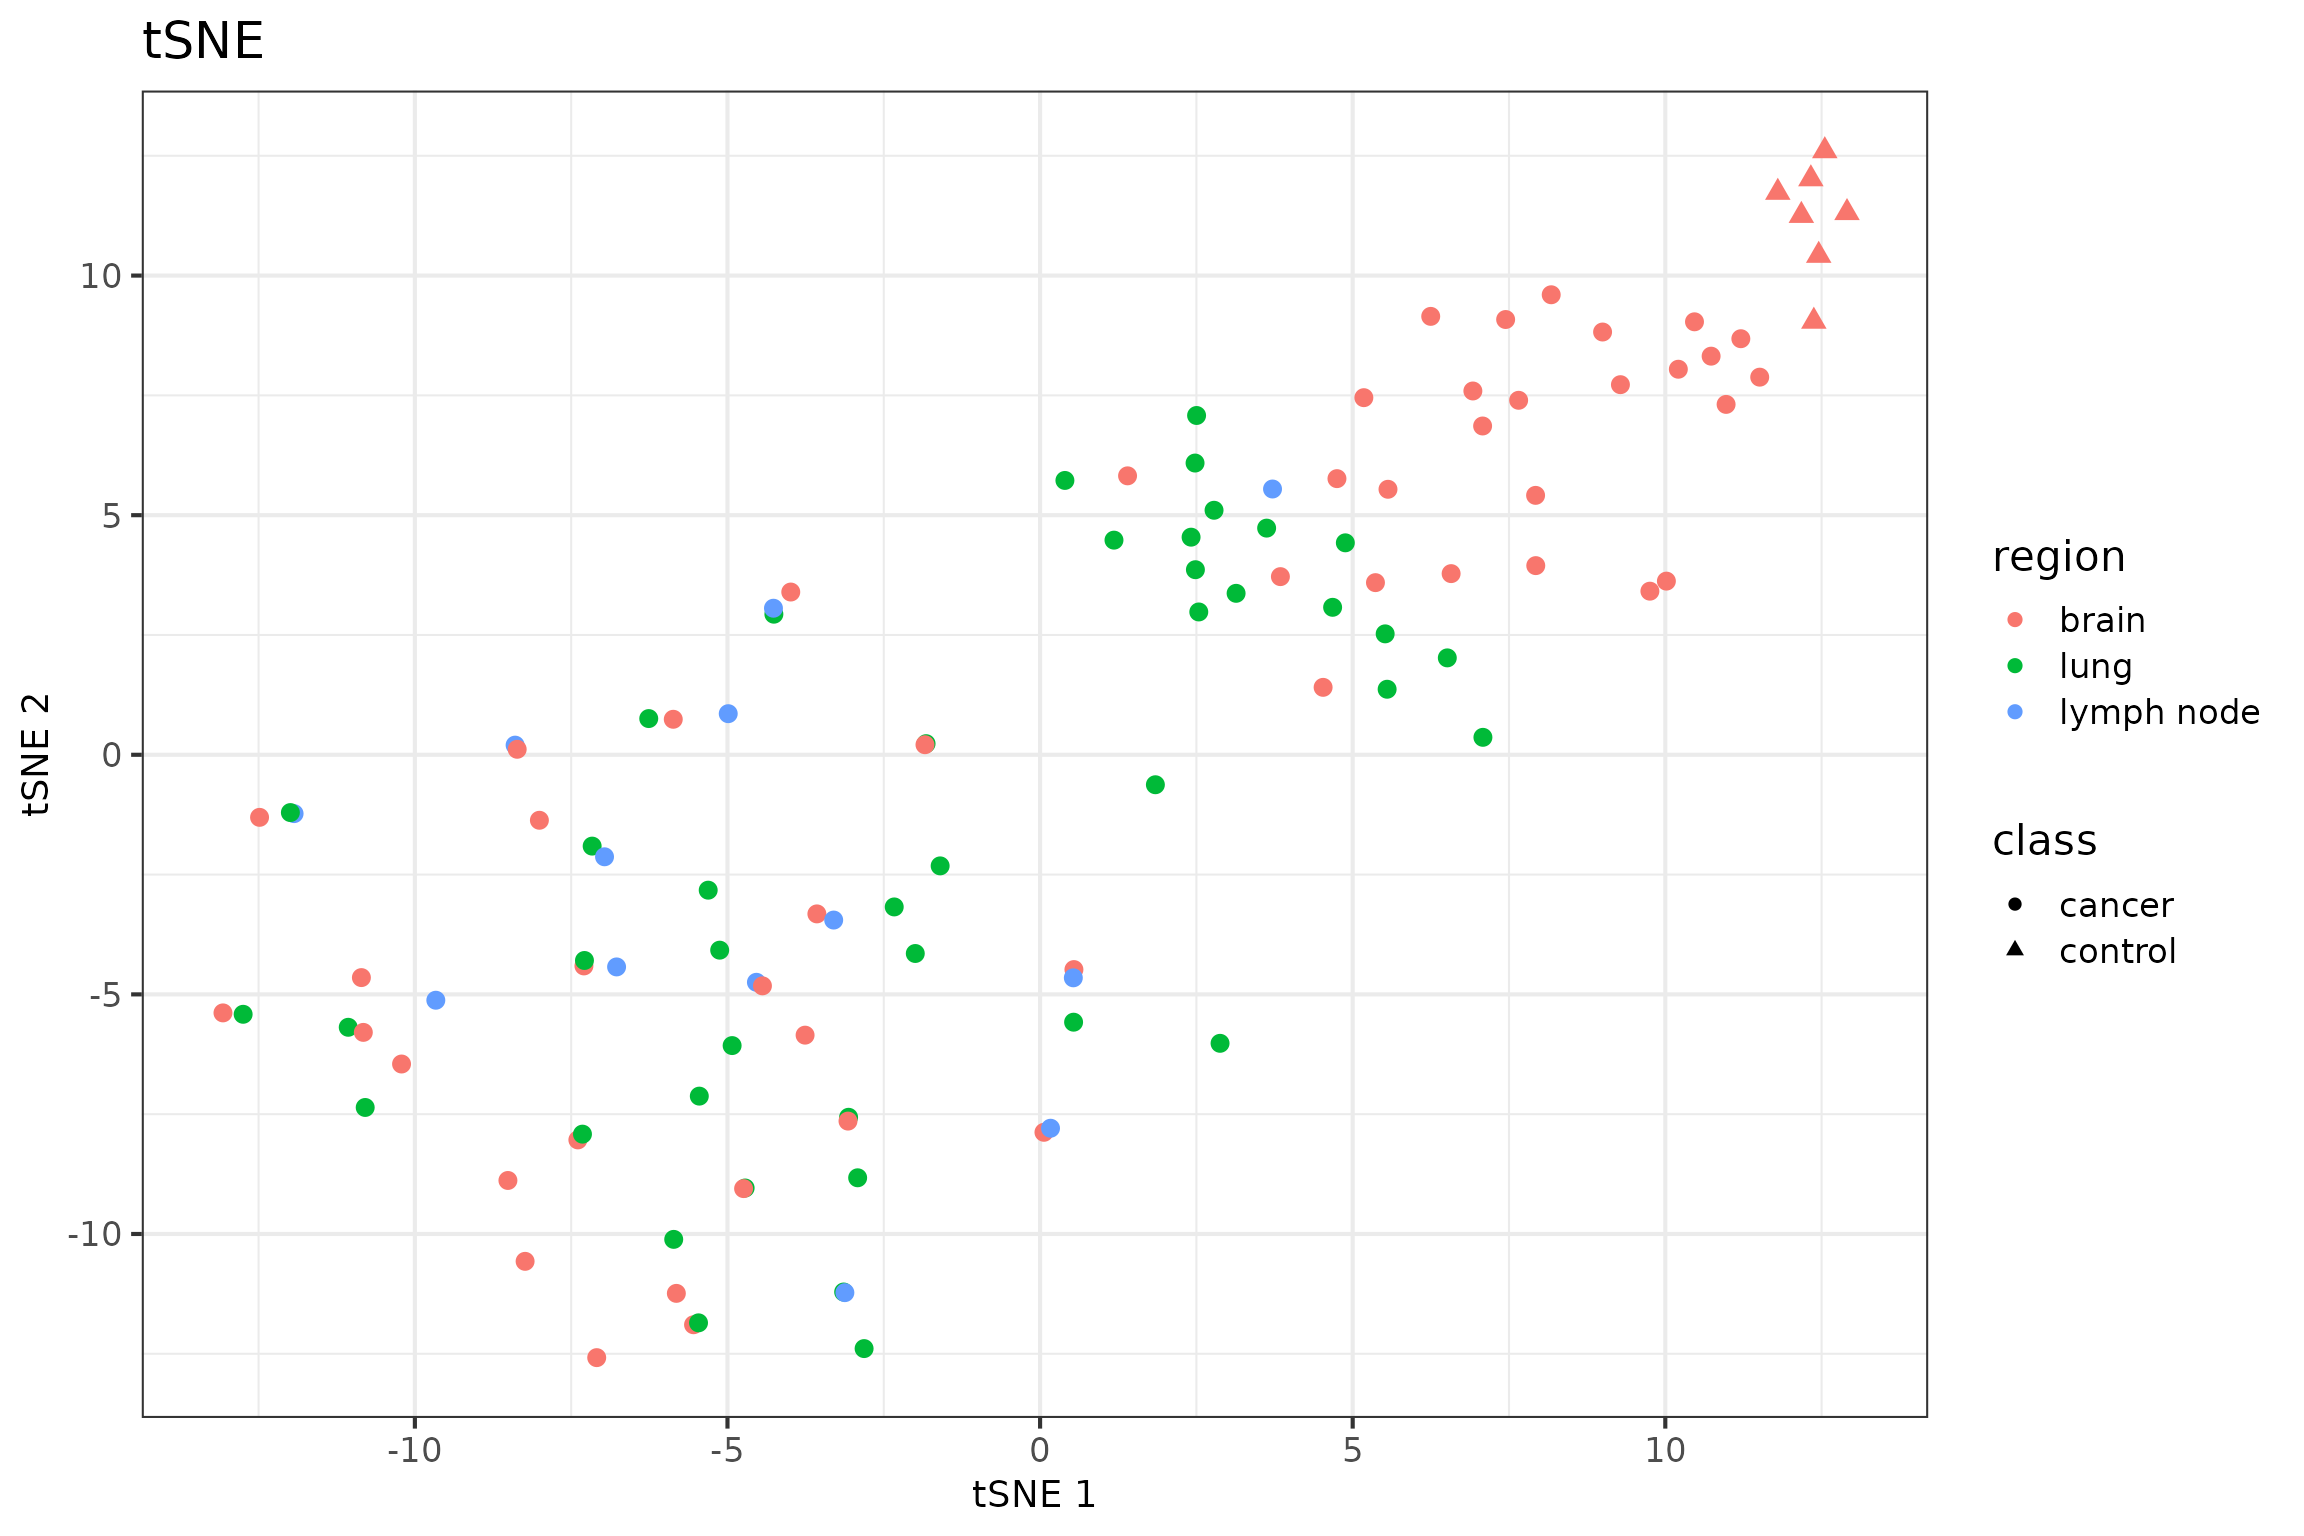 tSNE
10
5
0
-5
-10
tSNE 2
-10
-5
0
5
10
tSNE 1
region
brain
lung
lymph node
class
cancer
control